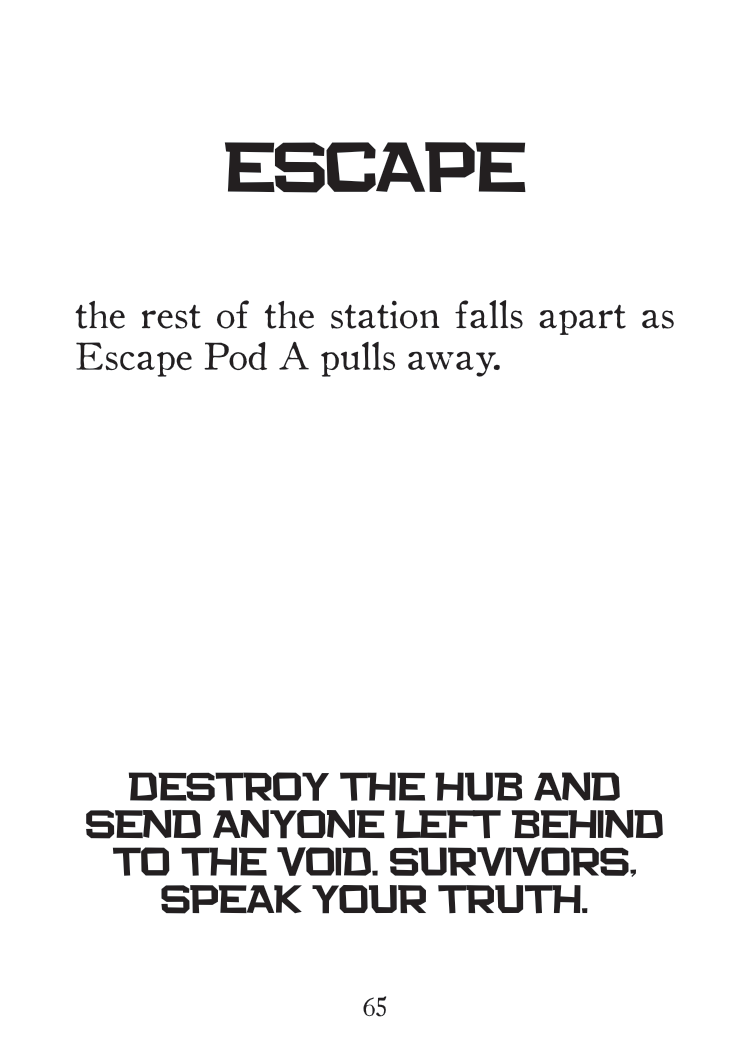 ESCAPE
the rest of the station falls apart as
Escape Pod A pulls away.
DESTROY THE HUB AND
SEND ANYONE LEFT BEHIND
TO THE VOID. SURVIVORS,
SPEAK YOUR TRUTH.
65